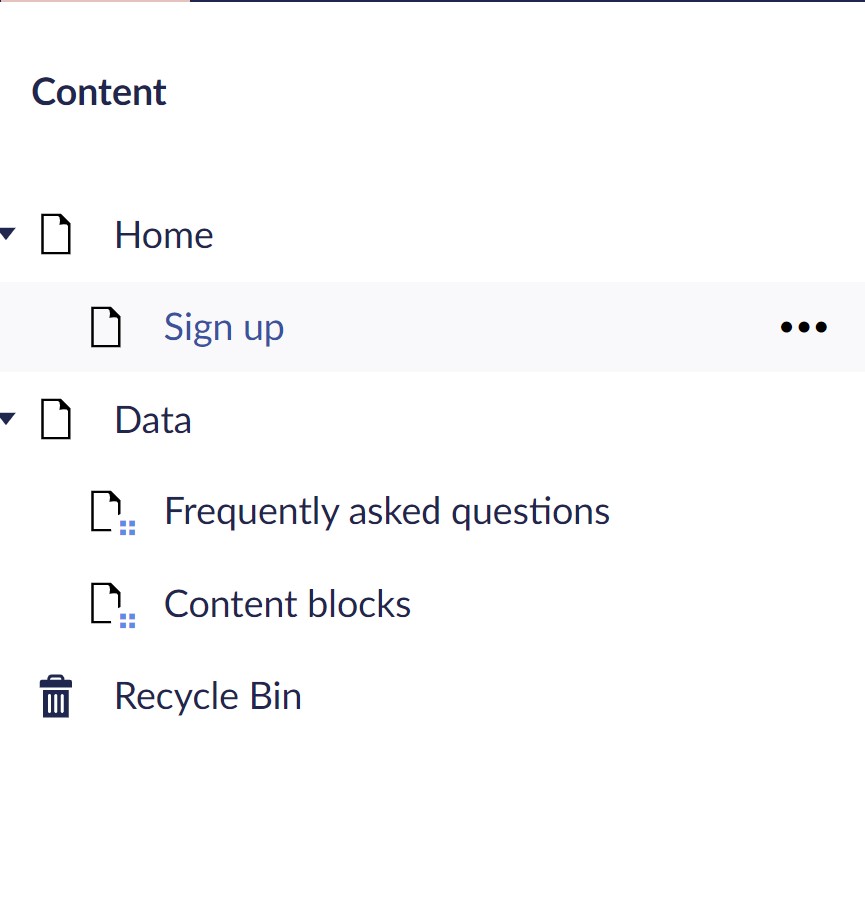 Content
Home
Sign up
Data
Frequently asked questions
Content blocks
Recycle Bin